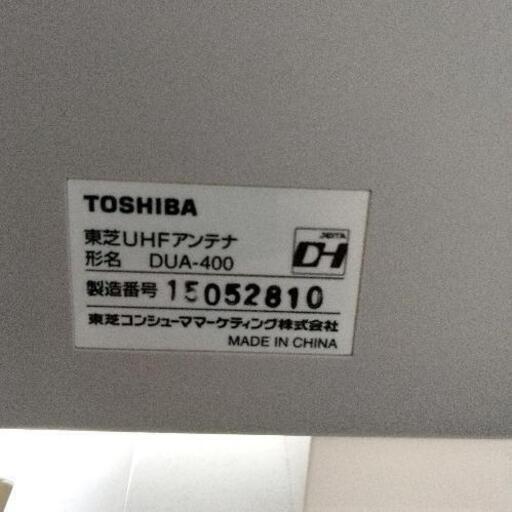 TOSHIBA
東芝UHFアンテナ
形名 DUA-400
JEITA
DH
製造番号 15052810
東芝コンシューママーケティング株式会社
MADE IN CHINA